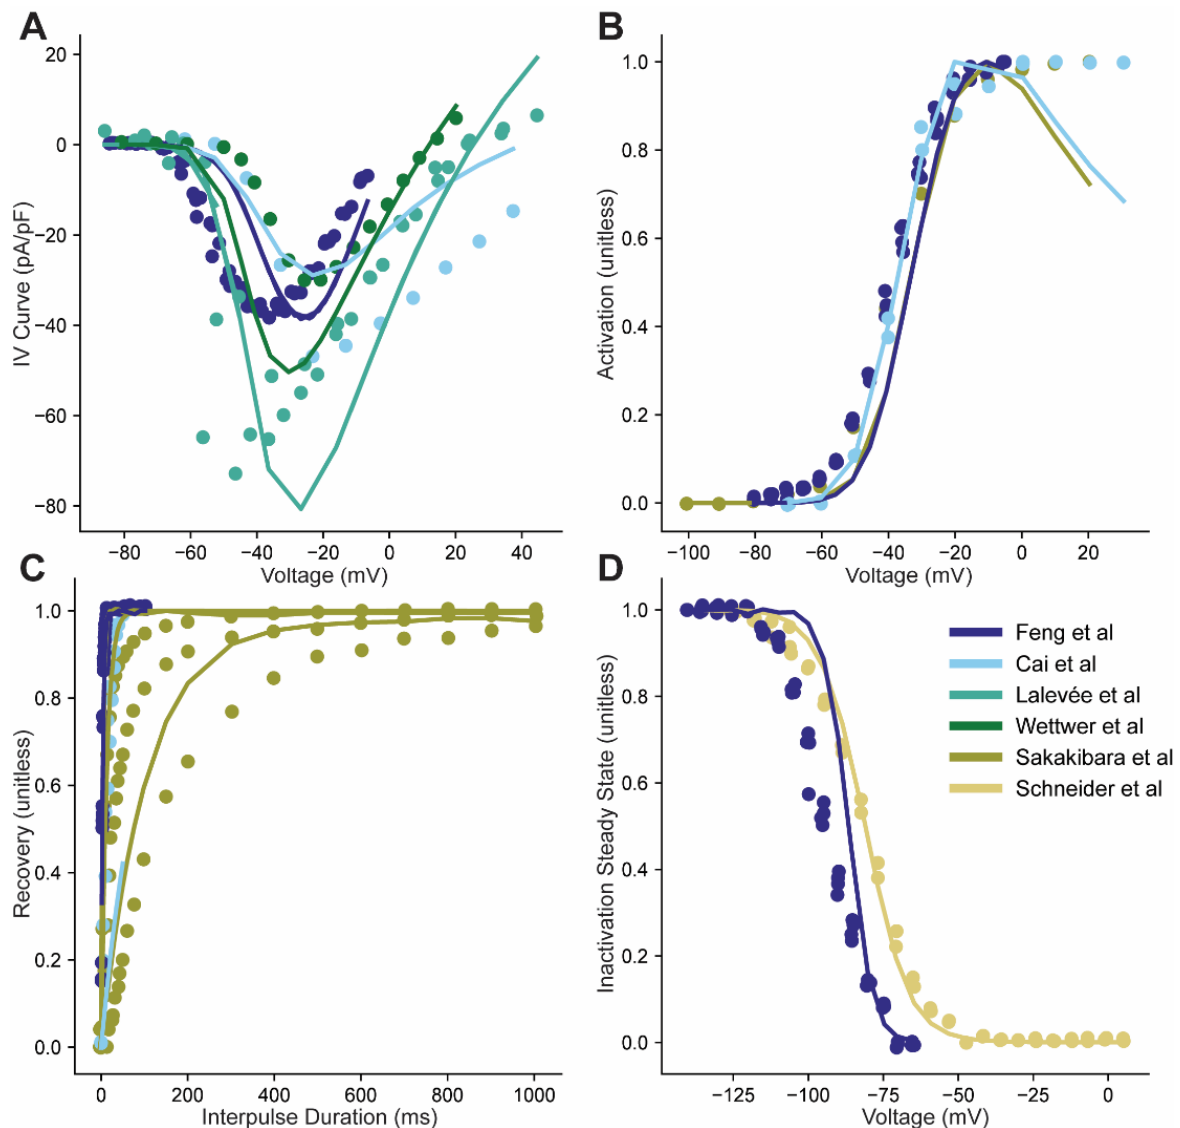 A
20
0
−20
−40
−60
−80
IV Curve (pA/pF)
−80 −60 −40 −20 0 20 40
Voltage (mV)
B
1.0
0.8
0.6
0.4
0.2
0.0
Activation (unitless)
−100 −80 −60 −40 −20 0 20
Voltage (mV)
C
1.0
0.8
0.6
0.4
0.2
0.0
Recovery (unitless)
0 200 400 600 800 1000
Interpulse Duration (ms)
D
1.0
0.8
0.6
0.4
0.2
0.0
Inactivation Steady State (unitless)
−125 −100 −75 −50 −25 0
Voltage (mV)
Feng et al
Cai et al
Lalevée et al
Wettwer et al
Sakakibara et al
Schneider et al